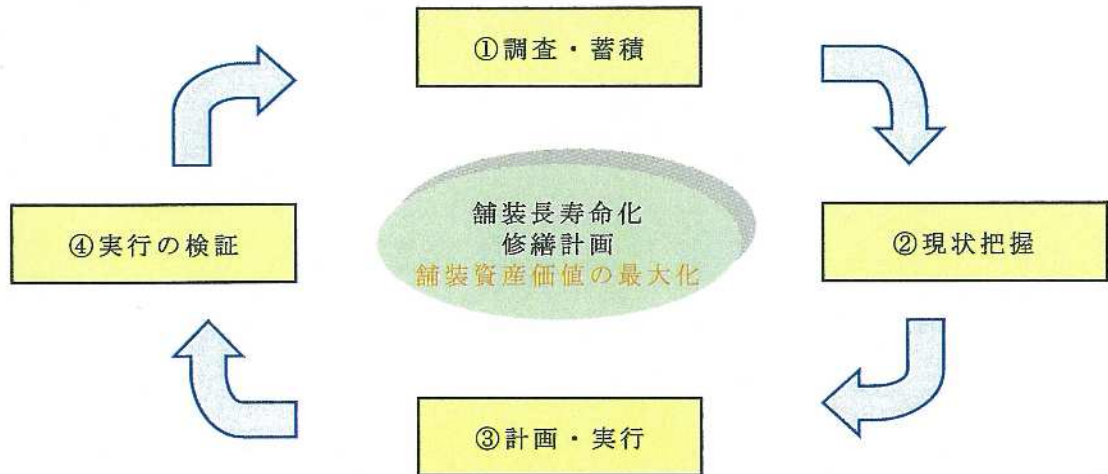 ①調査・蓄積
舗装長寿命化
修繕計画
舗装資産価値の最大化
④実行の検証
②現状把握
③計画・実行